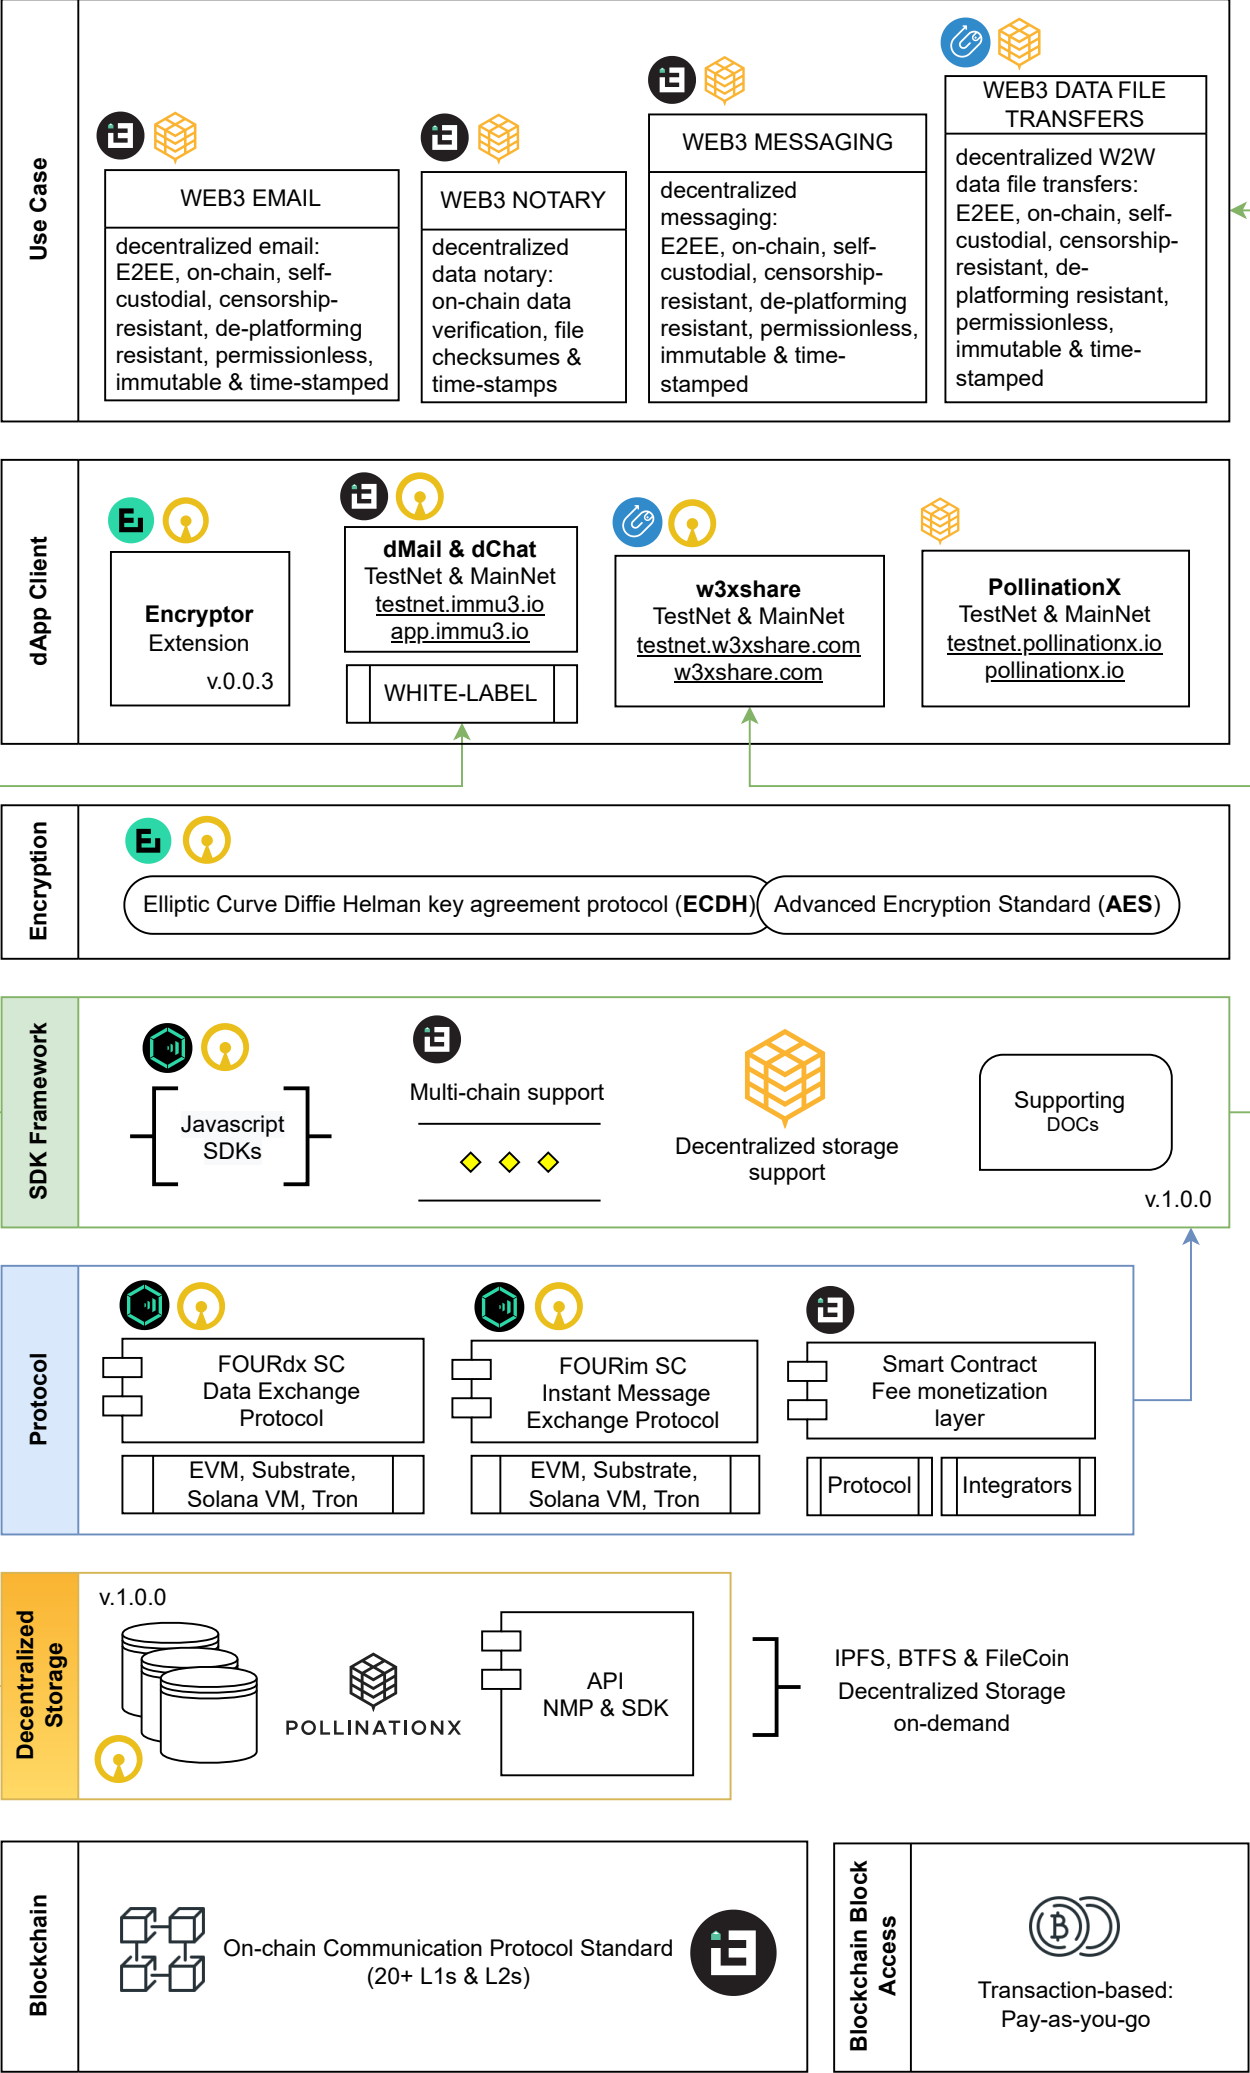 Use Case
WEB3 EMAIL
decentralized email:
E2EE, on-chain, self-
custodial, censorship-
resistant, de-platforming
resistant, permissionless,
immutable & time-stamped
WEB3 NOTARY
decentralized
data notary:
on-chain data
verification, file
checksumes &
time-stamps
WEB3 MESSAGING
decentralized
messaging:
E2EE, on-chain, self-
custodial, censorship-
resistant, de-platforming
resistant, permissionless,
immutable & time-
stamped
WEB3 DATA FILE
TRANSFERS
decentralized W2W
data file transfers:
E2EE, on-chain, self-
custodial, censorship-
resistant, de-
platforming resistant,
permissionless,
immutable & time-
stamped
dApp Client
Encryptor
Extension
v.0.0.3
dMail & dChat
TestNet & MainNet
testnet.immu3.io
app.immu3.io
WHITE-LABEL
w3xshare
TestNet & MainNet
testnet.w3xshare.com
w3xshare.com
PollinationX
TestNet & MainNet
testnet.pollinationx.io
pollinationx.io
Encryption
Elliptic Curve Diffie Helman key agreement protocol (ECDH)
Advanced Encryption Standard (AES)
SDK Framework
Javascript
SDKs
Multi-chain support
Decentralized storage
support
Supporting
DOCs
v.1.0.0
Protocol
FOURdx SC
Data Exchange
Protocol
EVM, Substrate,
Solana VM, Tron
FOURim SC
Instant Message
Exchange Protocol
EVM, Substrate,
Solana VM, Tron
Smart Contract
Fee monetization
layer
Protocol
Integrators
Decentralized
Storage
v.1.0.0
POLLINATIONX
API
NMP & SDK
IPFS, BTFS & FileCoin
Decentralized Storage
on-demand
Blockchain
On-chain Communication Protocol Standard
(20+ L1s & L2s)
Blockchain Block
Access
Transaction-based:
Pay-as-you-go